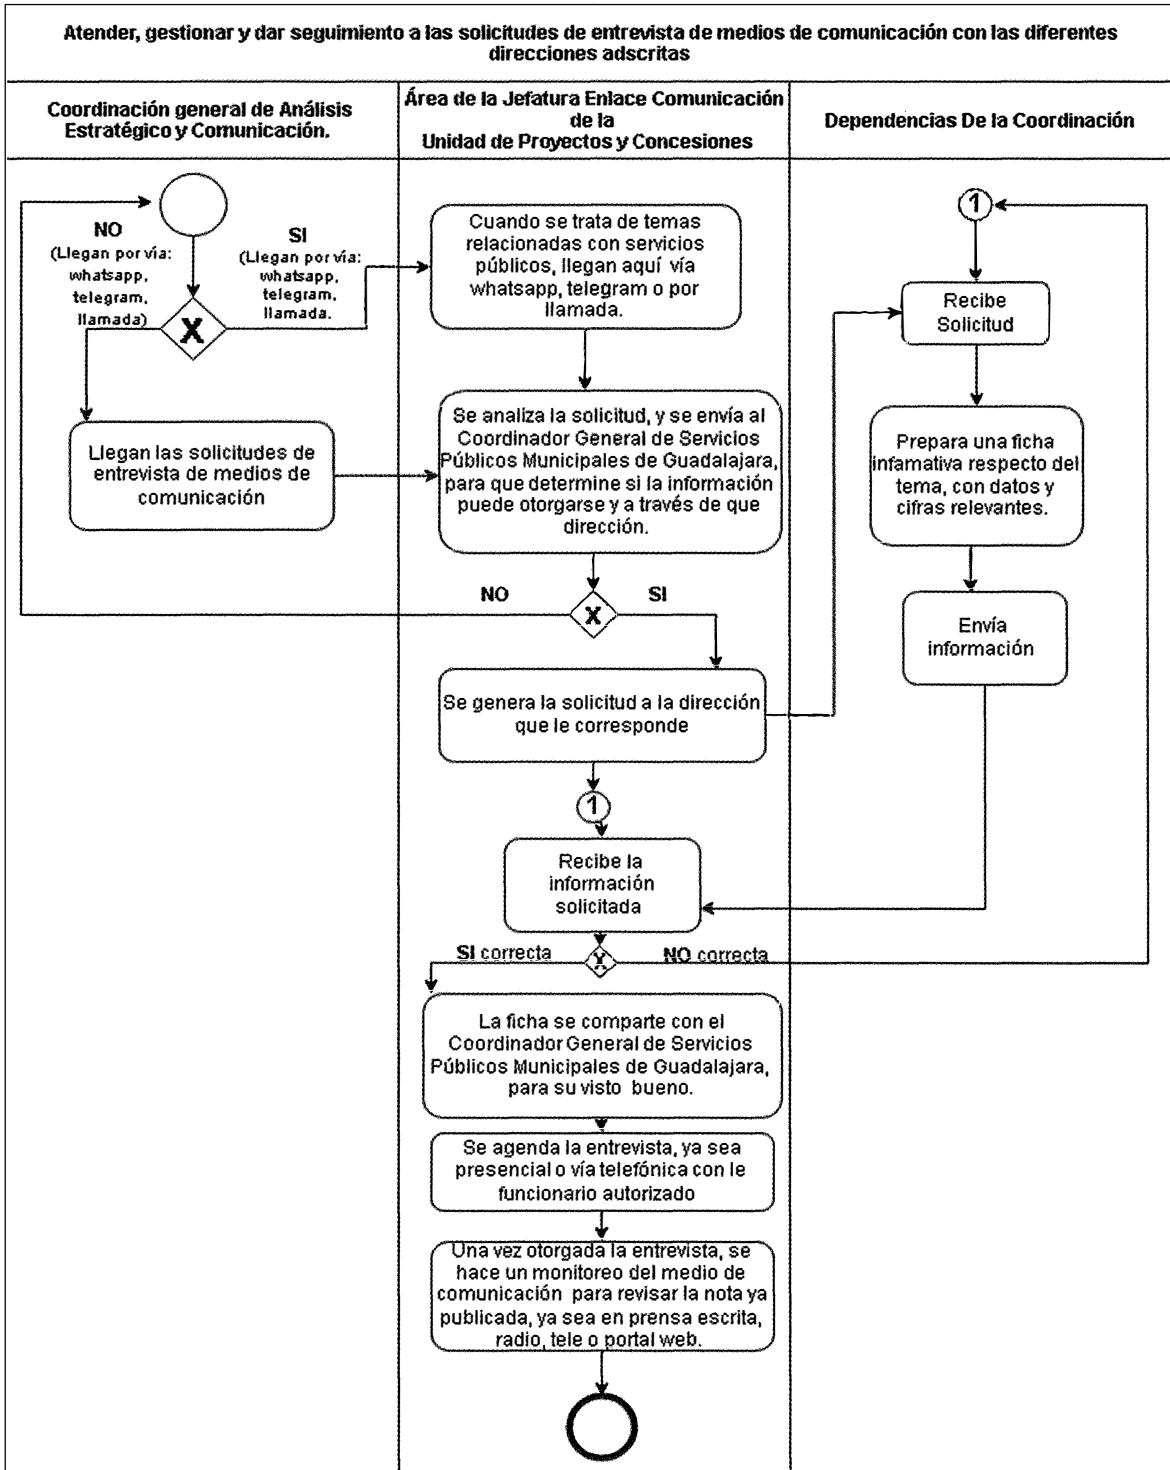 Atender, gestionar y dar seguimiento a las solicitudes de entrevista de medios de comunicación con las diferentes
direcciones adscritas
Coordinación general de Análisis
Estratégico y Comunicación.
Área de la Jefatura Enlace Comunicación
de la
Unidad de Proyectos y Concesiones
Dependencias De la Coordinación
NO
(Llegan por vía:
whatsapp,
telegram,
llamada)
SI
(Llegan por vía:
whatsapp,
telegram,
llamada.
X
Llegan las solicitudes de
entrevista de medios de
comunicación
Cuando se trata de temas
relacionadas con servicios
públicos, llegan aquí vía
whatsapp, telegram o por
llamada.
Se analiza la solicitud, y se envía al
Coordinador General de Servicios
Públicos Municipales de Guadalajara,
para que determine si la información
puede otorgarse y a través de que
dirección.
NO
X
SI
Se genera la solicitud a la dirección
que le corresponde
1
Recibe la
información
solicitada
SI correcta
X
NO correcta
La ficha se comparte con el
Coordinador General de Servicios
Públicos Municipales de Guadalajara,
para su visto bueno.
Se agenda la entrevista, ya sea
presencial o vía telefónica con le
funcionario autorizado
Una vez otorgada la entrevista, se
hace un monitoreo del medio de
comunicación para revisar la nota ya
publicada, ya sea en prensa escrita,
radio, tele o portal web.
1
Recibe
Solicitud
Prepara una ficha
infamativa respecto del
tema, con datos y
cifras relevantes.
Envía
información